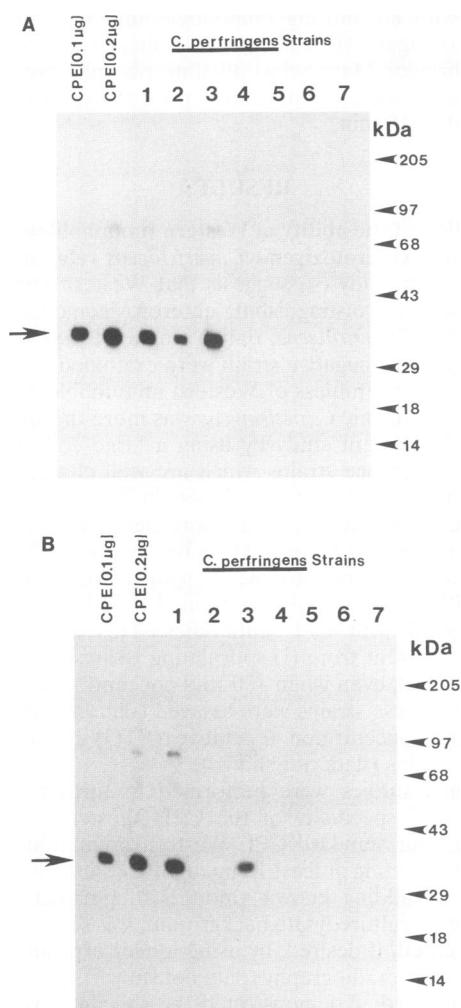 A
CPE(0.1µg)
CPE(0.2µg)
C. perfringens Strains
1 2 3 4 5 6 7
kDa
205
97
68
43
29
18
14
B
CPE(0.1µg)
CPE(0.2µg)
C. perfringens Strains
1 2 3 4 5 6 7
kDa
205
97
68
43
29
18
14